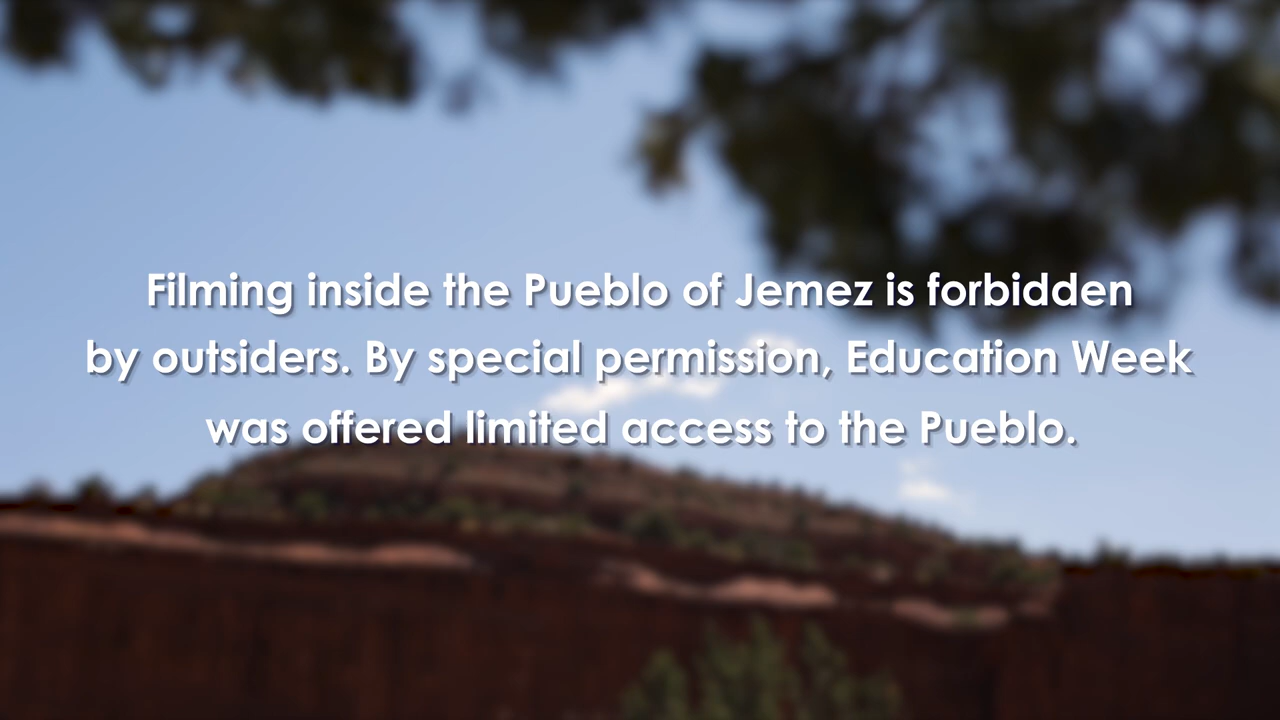 Filming inside the Pueblo of Jemez is forbidden
by outsiders. By special permission, Education Week
was offered limited access to the Pueblo.